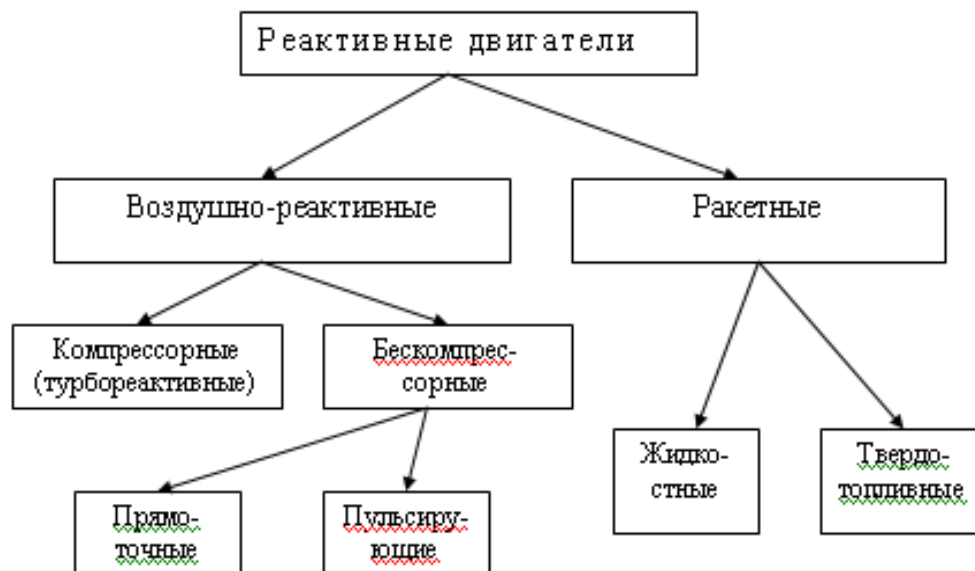 Реактивные двигатели
Воздушно-реактивные
Ракетные
Компрессорные
(турбореактивные)
Бескомпрес-
сорные
Жидко-
стные
Твердо-
топливные
Прямо-
точные
Пульсиру-
ющие